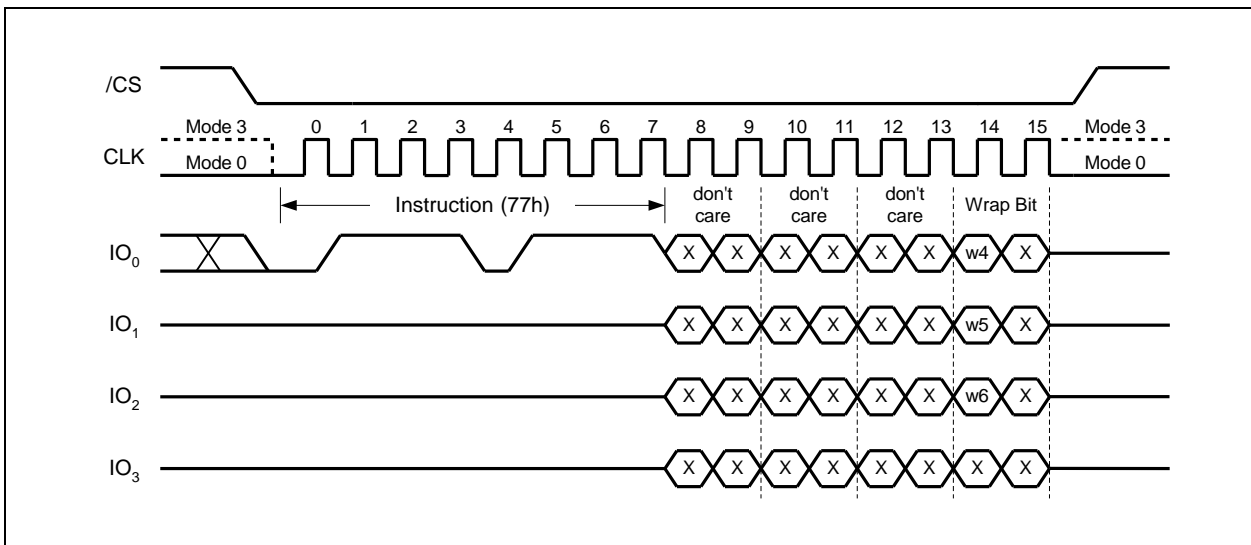 /CS
Mode 3 0 1 2 3 4 5 6 7 8 9 10 11 12 13 14 15 Mode 3
CLK
Mode 0 Mode 0
Instruction (77h) don't care don't care don't care Wrap Bit
IO0 X X X X X X w4 X
IO1 X X X X X X w5 X
IO2 X X X X X X w6 X
IO3 X X X X X X X X